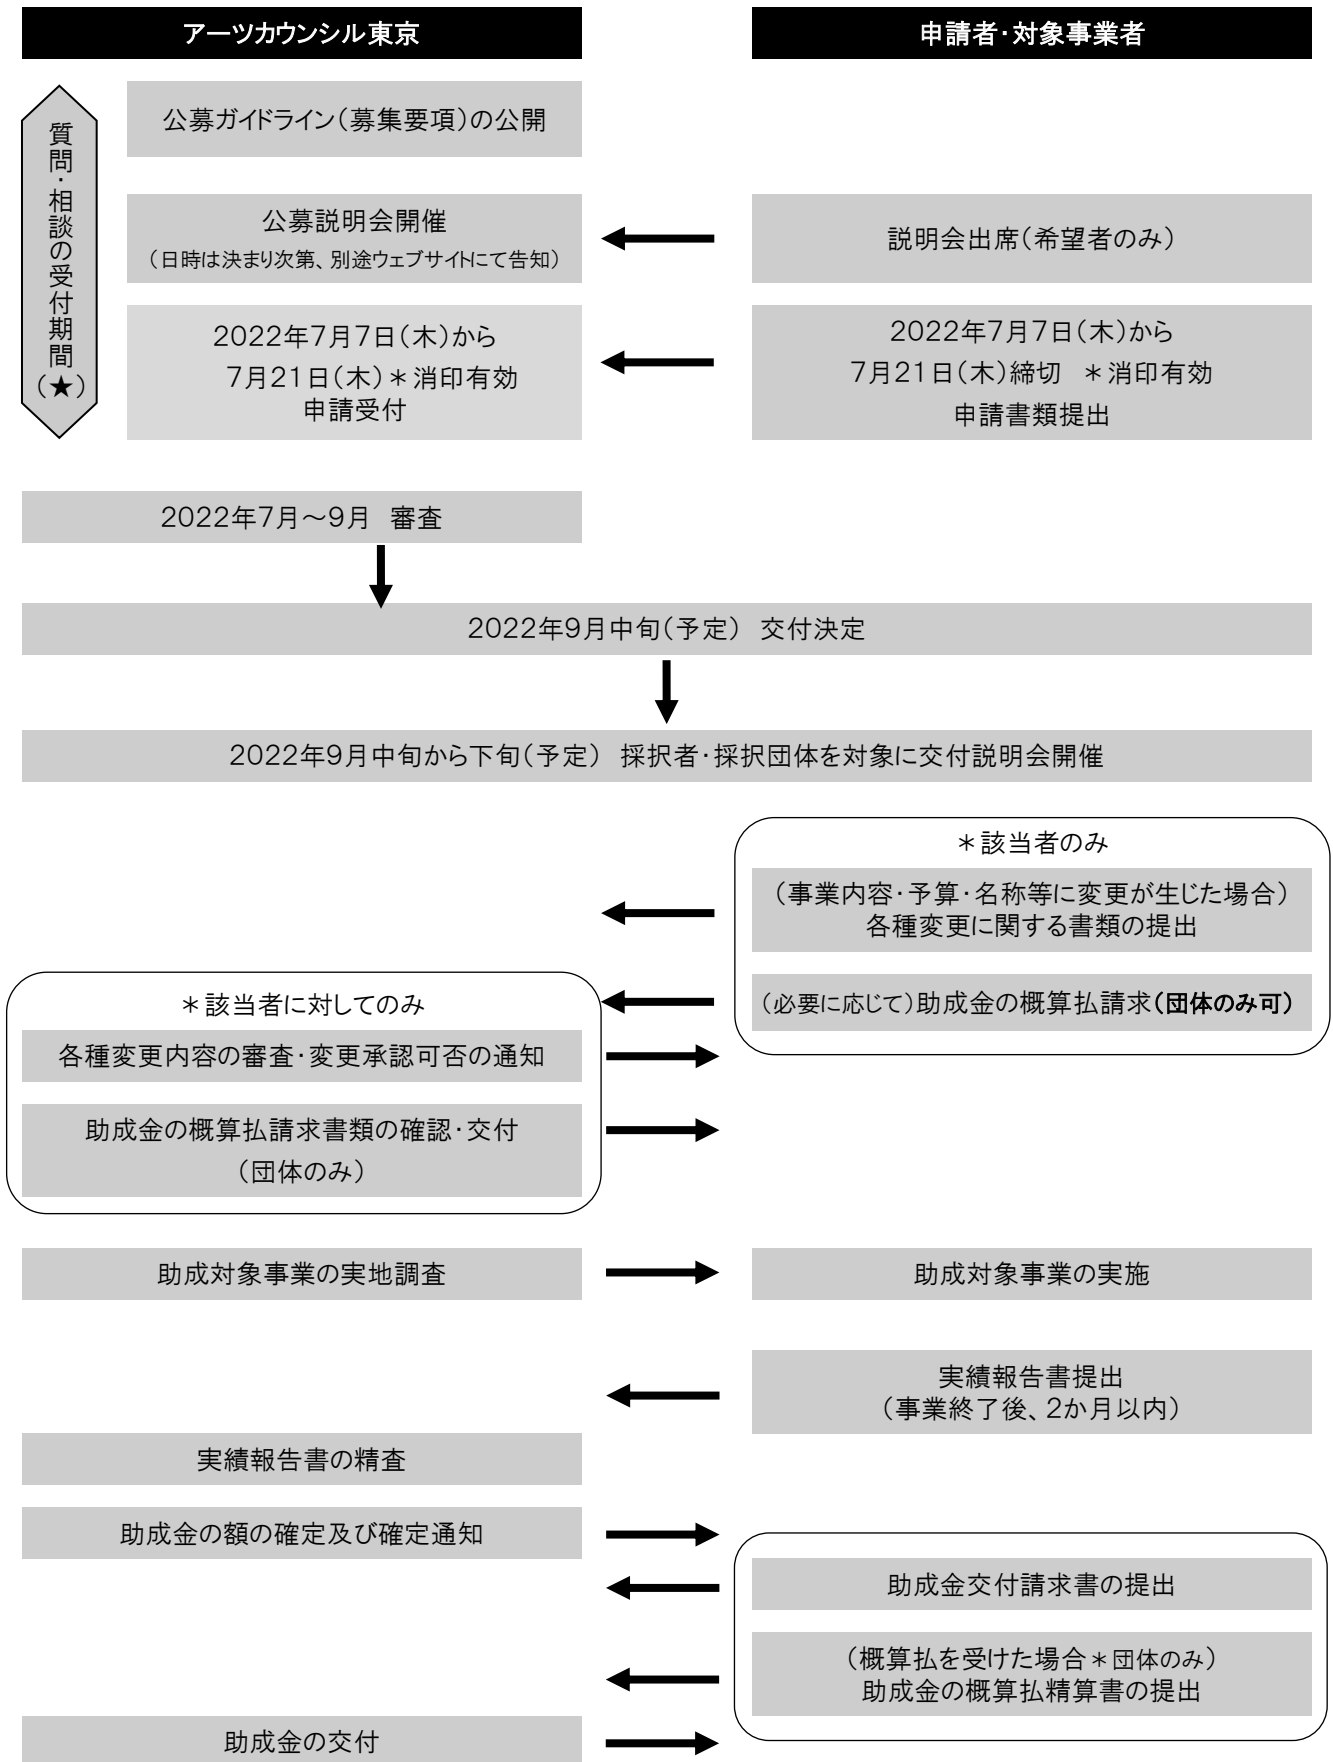 アーツカウンシル東京
申請者・対象事業者
質問・相談の受付期間(★)
公募ガイドライン(募集要項)の公開
公募説明会開催
(日時は決まり次第、別途ウェブサイトにて告知)
説明会出席(希望者のみ)
2022年7月7日(木)から
7月21日(木)＊消印有効
申請受付
2022年7月7日(木)から
7月21日(木)締切　＊消印有効
申請書類提出
2022年7月～9月　審査
2022年9月中旬(予定)　交付決定
2022年9月中旬から下旬(予定)　採択者・採択団体を対象に交付説明会開催
＊該当者のみ
(事業内容・予算・名称等に変更が生じた場合)
各種変更に関する書類の提出
(必要に応じて)助成金の概算払請求(団体のみ可)
＊該当者に対してのみ
各種変更内容の審査・変更承認可否の通知
助成金の概算払請求書類の確認・交付
(団体のみ)
助成対象事業の実地調査
助成対象事業の実施
実績報告書提出
(事業終了後、2か月以内)
実績報告書の精査
助成金の額の確定及び確定通知
助成金交付請求書の提出
(概算払を受けた場合＊団体のみ)
助成金の概算払精算書の提出
助成金の交付